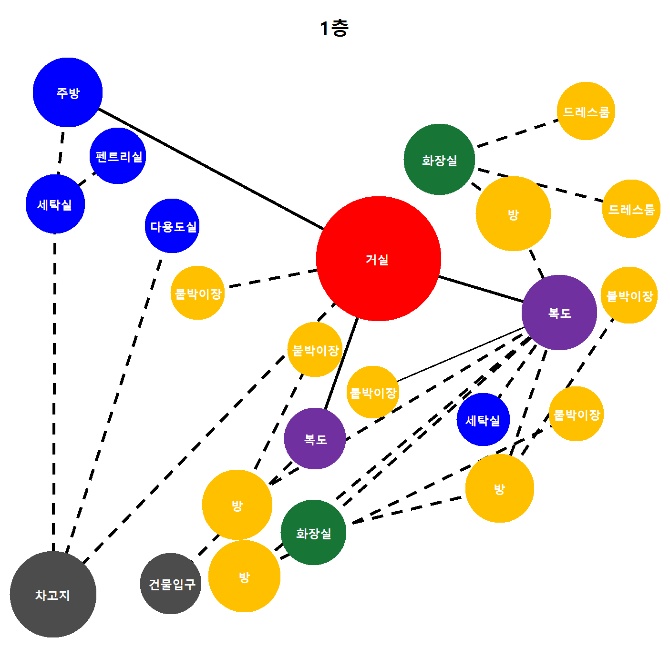 1층
주방
드레스룸
펜트리실
화장실
세탁실
드레스룸
방
다용도실
거실
붙박이장
붙박이장
복도
붙박이장
붙박이장
붙박이장
세탁실
복도
방
방
화장실
방
건물입구
차고지